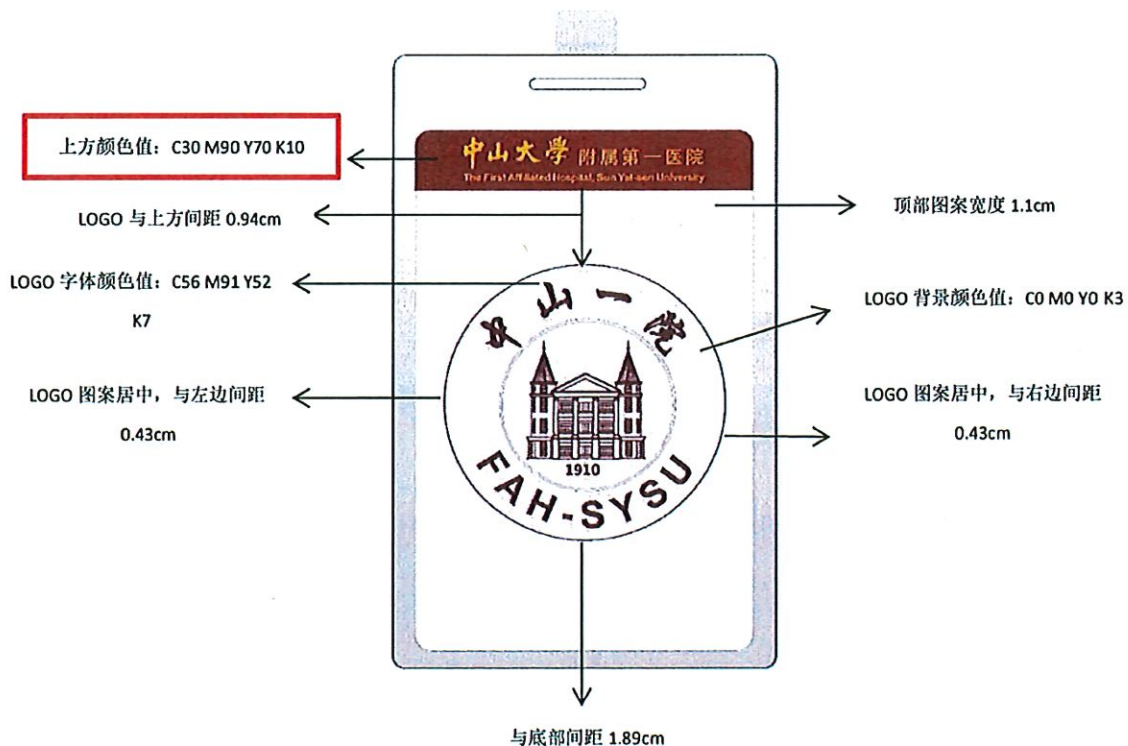 中山大學 附属第一医院
The First Affiliated Hospital, Sun Yat-sen University
上方颜色值：C30 M90 Y70 K10
LOGO 与上方间距 0.94cm
顶部图案宽度 1.1cm
LOGO 字体颜色值：C56 M91 Y52
K7
LOGO 背景颜色值：C0 M0 Y0 K3
中山一院
LOGO 图案居中，与左边间距
0.43cm
LOGO 图案居中，与右边间距
0.43cm
1910
FAH-SYSU
与底部间距 1.89cm